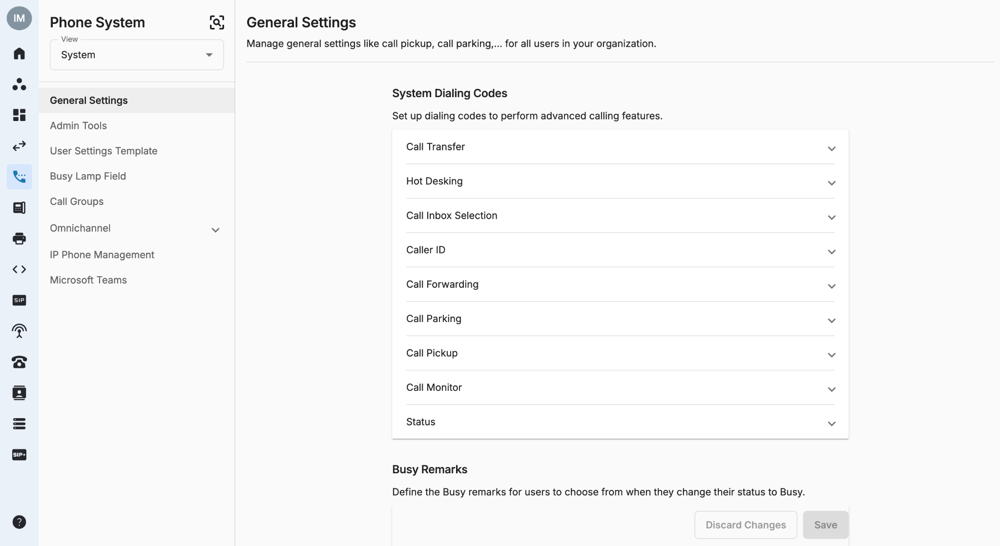 IM
Phone System
View
System
General Settings
Admin Tools
User Settings Template
Busy Lamp Field
Call Groups
Omnichannel
IP Phone Management
Microsoft Teams
SIP
SIP+
?
General Settings
Manage general settings like call pickup, call parking,... for all users in your organization.
System Dialing Codes
Set up dialing codes to perform advanced calling features.
Call Transfer
Hot Desking
Call Inbox Selection
Caller ID
Call Forwarding
Call Parking
Call Pickup
Call Monitor
Status
Busy Remarks
Define the Busy remarks for users to choose from when they change their status to Busy.
Discard Changes
Save